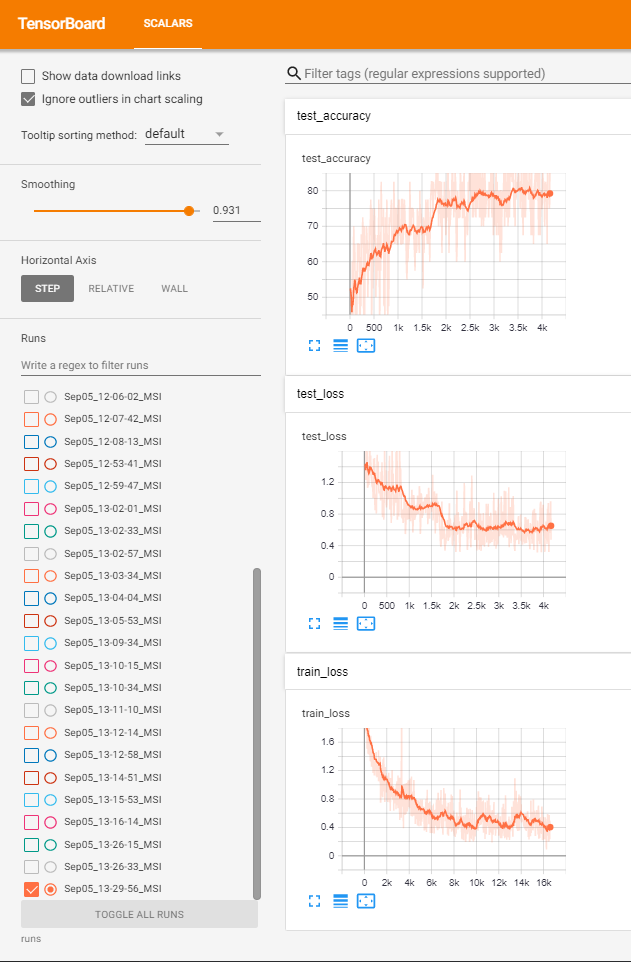 TensorBoard SCALARS
Show data download links
Ignore outliers in chart scaling
Tooltip sorting method: default
Smoothing
0.931
Horizontal Axis
STEP RELATIVE WALL
Runs
Write a regex to filter runs
Sep05_12-06-02_MSI
Sep05_12-07-42_MSI
Sep05_12-08-13_MSI
Sep05_12-53-41_MSI
Sep05_12-59-47_MSI
Sep05_13-02-01_MSI
Sep05_13-02-33_MSI
Sep05_13-02-57_MSI
Sep05_13-03-34_MSI
Sep05_13-04-04_MSI
Sep05_13-05-53_MSI
Sep05_13-09-34_MSI
Sep05_13-10-15_MSI
Sep05_13-10-34_MSI
Sep05_13-11-10_MSI
Sep05_13-12-14_MSI
Sep05_13-12-58_MSI
Sep05_13-14-51_MSI
Sep05_13-15-53_MSI
Sep05_13-16-14_MSI
Sep05_13-26-15_MSI
Sep05_13-26-33_MSI
Sep05_13-29-56_MSI
TOGGLE ALL RUNS
runs
Filter tags (regular expressions supported)
test_accuracy
test_accuracy
80
70
60
50
0 500 1k 1.5k 2k 2.5k 3k 3.5k 4k
test_loss
test_loss
1.2
0.8
0.4
0
0 500 1k 1.5k 2k 2.5k 3k 3.5k 4k
train_loss
train_loss
1.6
1.2
0.8
0.4
0
0 2k 4k 6k 8k 10k 12k 14k 16k